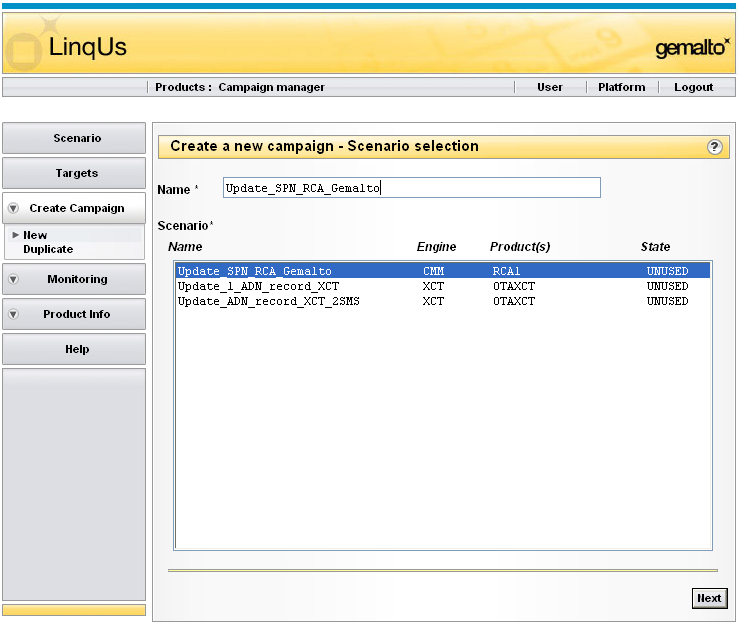 LinqUs
gemalto
Products : Campaign manager
User
Platform
Logout
Scenario
Targets
Create Campaign
New
Duplicate
Monitoring
Product Info
Help
Create a new campaign - Scenario selection
?
Name * Update_SPN_RCA_Gemalto
Scenario*
Name Engine Product(s) State
Update_SPN_RCA_Gemalto CMM RCA1 UNUSED
Update_1_ADN_record_XCT XCT OTAXCT UNUSED
Update_ADN_record_XCT_2SMS XCT OTAXCT UNUSED
Next